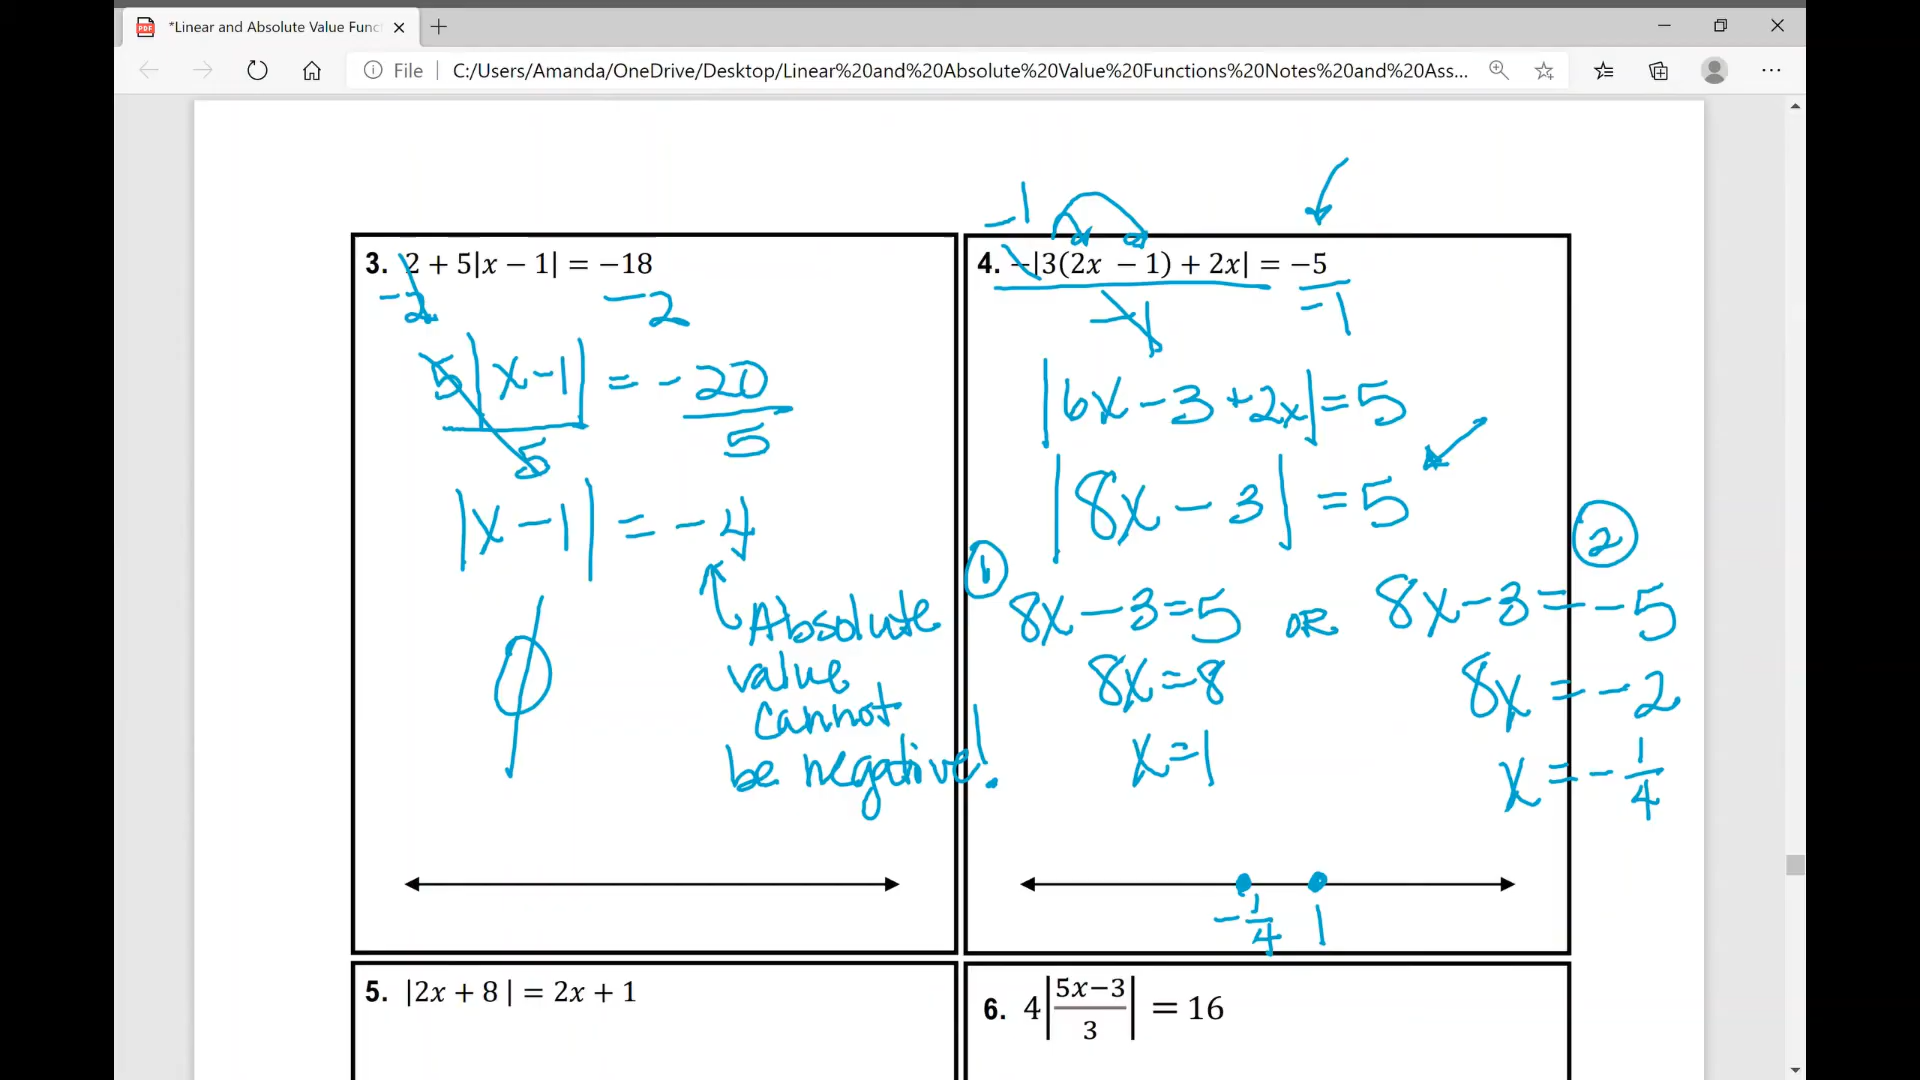 *Linear and Absolute Value Func
File
C:/Users/Amanda/OneDrive/Desktop/Linear%20and%20Absolute%20Value%20Functions%20Notes%20and%20Ass...
3. 2 + 5|x − 1| = −18
−2 −2
5|x−1| = −20
5 5
|x−1| = −4
Absolute
value
cannot
be negative!
∅
−1
4. −|3(2x − 1) + 2x| = −5
−1 −1
|6x−3+2x|=5
|8x−3|=5
① ②
8x−3=5 OR 8x−3=−5
8x=8 8x=−2
x=1 x=−1/4
−1/4 1
5. |2x + 8| = 2x + 1
6. 4|(5x−3)/3| = 16